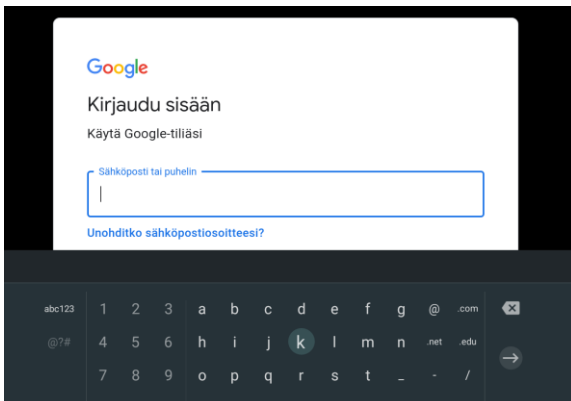 Google
Kirjaudu sisään
Käytä Google-tiliäsi
Sähköposti tai puhelin
Unohditko sähköpostiosoitteesi?
abc123 1 2 3 a b c d e f g @ .com
@?# 4 5 6 h i j k l m n .net .edu
7 8 9 o p q r s t _ - /